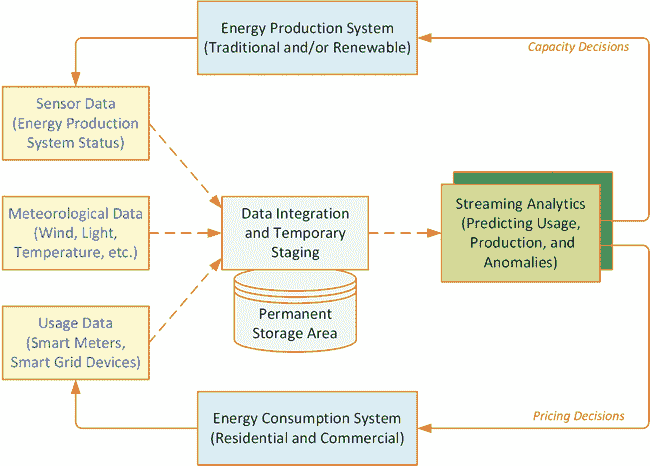 Energy Production System
(Traditional and/or Renewable)
Capacity Decisions
Sensor Data
(Energy Production
System Status)
Meteorological Data
(Wind, Light,
Temperature, etc.)
Data Integration
and Temporary
Staging
Streaming Analytics
(Predicting Usage,
Production, and
Anomalies)
Permanent
Storage Area
Usage Data
(Smart Meters,
Smart Grid Devices)
Energy Consumption System
(Residential and Commercial)
Pricing Decisions